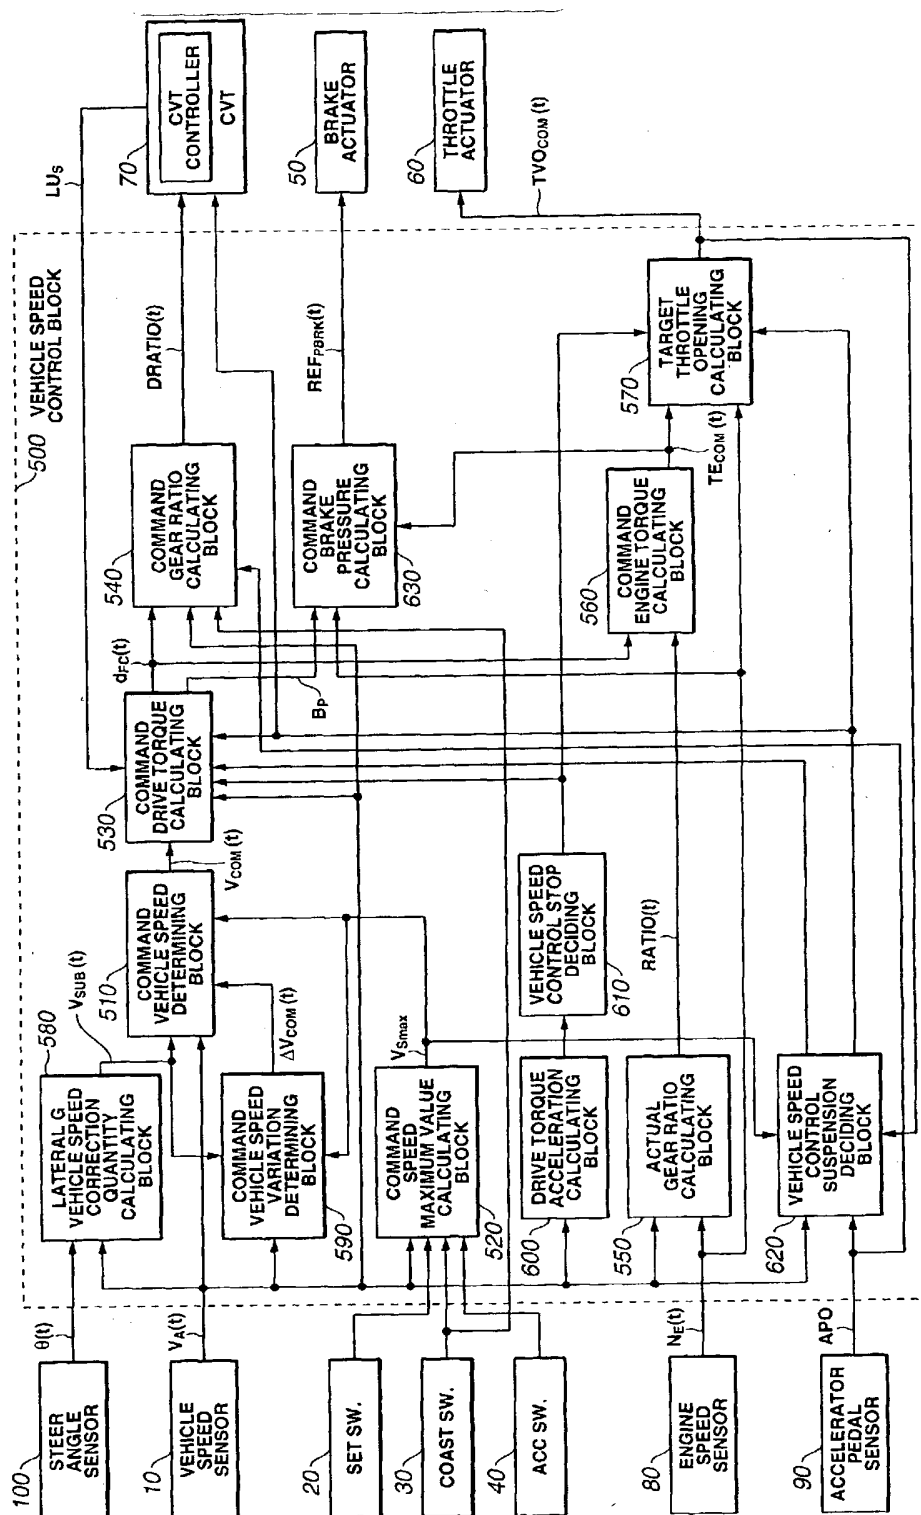 500
VEHICLE SPEED
CONTROL BLOCK
100
STEER
ANGLE
SENSOR
θ(t)
10
VEHICLE
SPEED
SENSOR
VA(t)
20
SET SW.
30
COAST SW.
40
ACC SW.
80
ENGINE
SPEED
SENSOR
NE(t)
90
ACCELERATOR
PEDAL
SENSOR
APO
580
LATERAL G
VEHICLE SPEED
CORRECTION
QUANTITY
CALCULATING
BLOCK
VSUB(t)
590
COMMAND
VEHICLE SPEED
VARIATION
DETERMINING
BLOCK
ΔVCOM(t)
520
COMMAND
SPEED
MAXIMUM VALUE
CALCULATING
BLOCK
VSmax
600
DRIVE TORQUE
ACCELERATION
CALCULATING
BLOCK
550
ACTUAL
GEAR RATIO
CALCULATING
BLOCK
RATIO(t)
620
VEHICLE SPEED
CONTROL
SUSPENSION
DECIDING
BLOCK
510
COMMAND
VEHICLE SPEED
DETERMINING
BLOCK
VCOM(t)
610
VEHICLE SPEED
CONTROL STOP
DECIDING
BLOCK
530
COMMAND
DRIVE TORQUE
CALCULATING
BLOCK
dFC(t)
BP
540
COMMAND
GEAR RATIO
CALCULATING
BLOCK
DRATIO(t)
630
COMMAND
BRAKE
PRESSURE
CALCULATING
BLOCK
REFPBRK(t)
560
COMMAND
ENGINE TORQUE
CALCULATING
BLOCK
TECOM(t)
570
TARGET
THROTTLE
OPENING
CALCULATING
BLOCK
TVOCOM(t)
LUS
70
CVT
CONTROLLER
CVT
50
BRAKE
ACTUATOR
60
THROTTLE
ACTUATOR